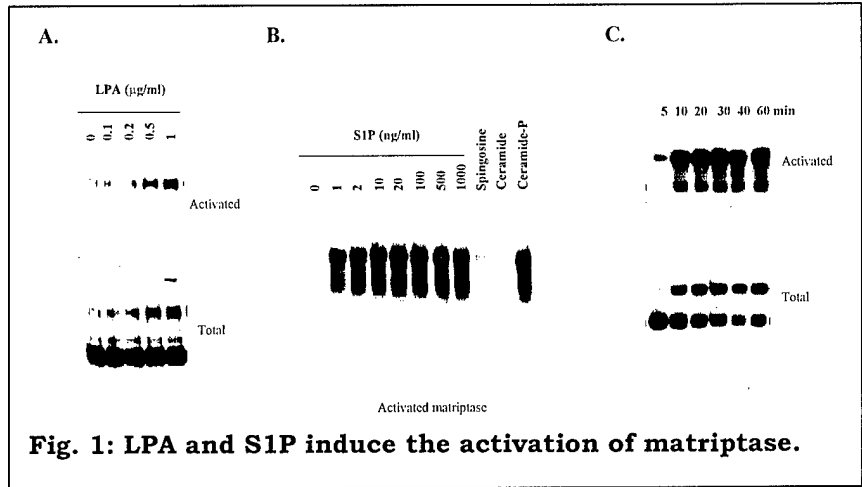 A.
LPA (µg/ml)
0 0.1 0.2 0.5 1
Activated
Total
B.
S1P (ng/ml)
0 1 2 10 20 100 500 1000 Spingosine Ceramide Ceramide-P
Activated matriptase
C.
5 10 20 30 40 60 min
Activated
Total
Fig. 1: LPA and S1P induce the activation of matriptase.